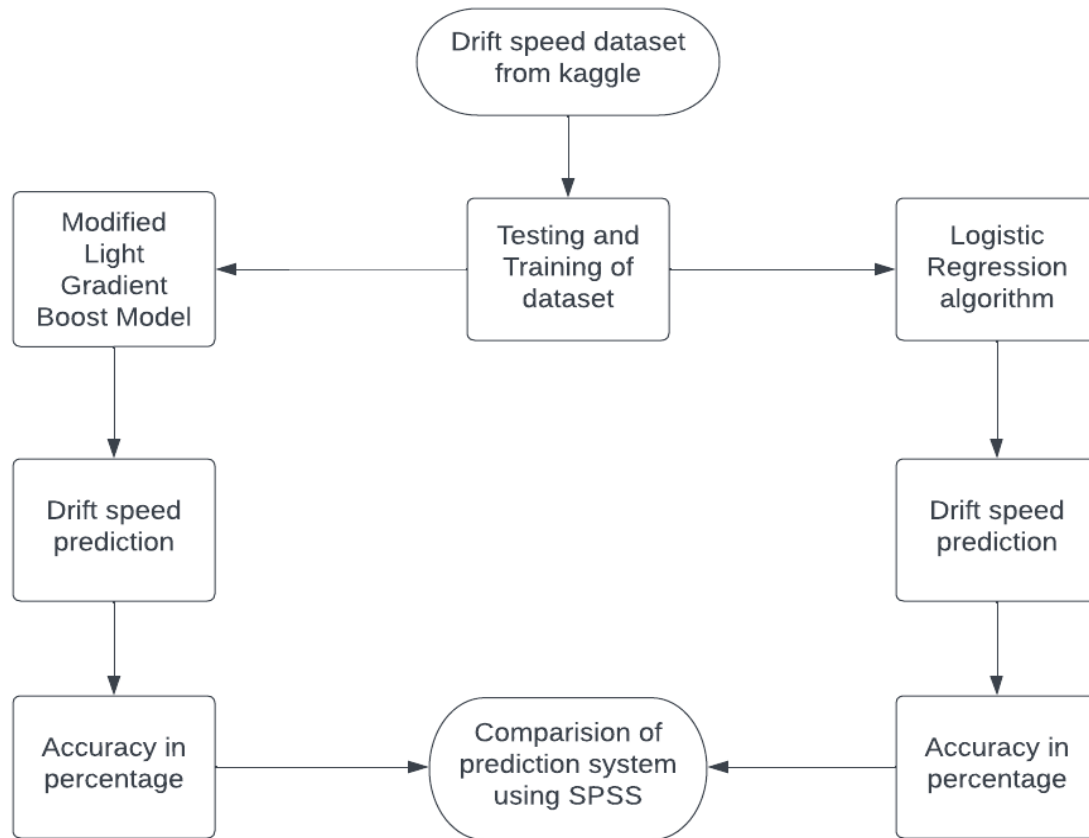 Drift speed dataset
from kaggle
Modified
Light
Gradient
Boost Model
Testing and
Training of
dataset
Logistic
Regression
algorithm
Drift speed
prediction
Drift speed
prediction
Accuracy in
percentage
Comparision of
prediction system
using SPSS
Accuracy in
percentage